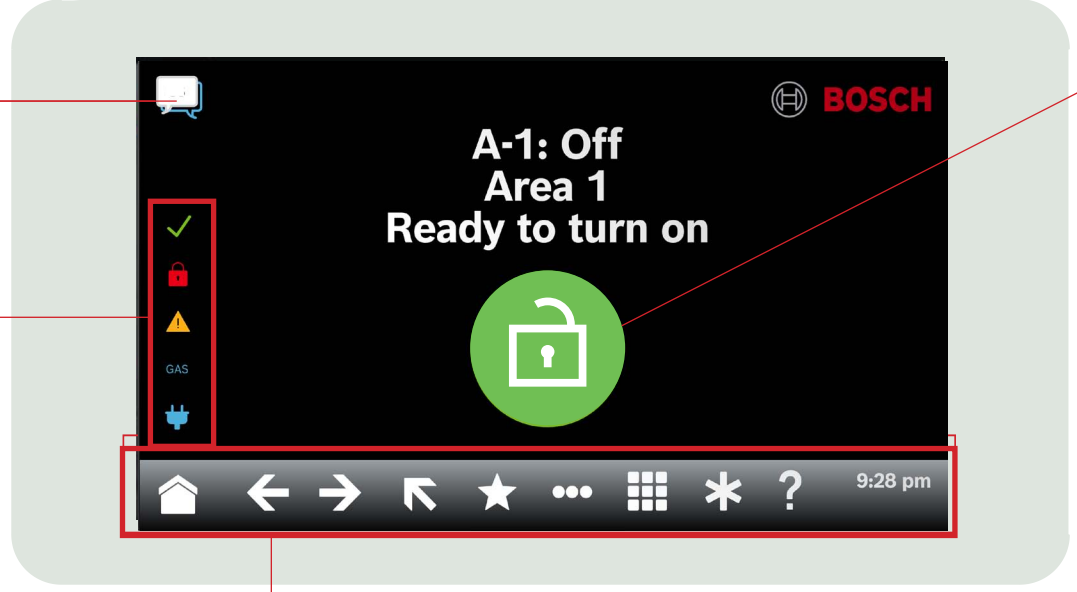 BOSCH
A-1: Off
Area 1
Ready to turn on
GAS
?
9:28 pm